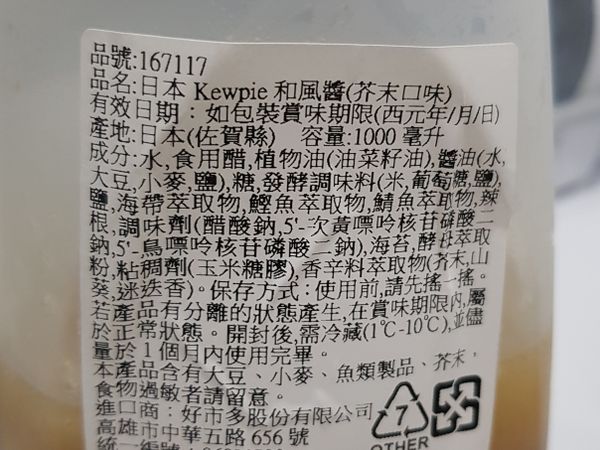 品號:167117
品名:日本 Kewpie 和風醬(芥末口味)
有效日期：如包裝賞味期限(西元年/月/日)
產地:日本(佐賀縣) 容量:1000 毫升
成分:水,食用醋,植物油(油菜籽油),醬油(水,
大豆,小麥,鹽),糖,發酵調味料(米,葡萄糖,鹽),
鹽,海帶萃取物,鰹魚萃取物,鯖魚萃取物,辣
根,調味劑(醋酸鈉,5'-次黃嘌呤核苷磷酸二
鈉,5'-鳥嘌呤核苷磷酸二鈉),海苔,酵母萃取
粉,粘稠劑(玉米糖膠),香辛料萃取物(芥末,山
葵,迷迭香)。保存方式:使用前,請先搖一搖。
若產品有分離的狀態產生,在賞味期限內,屬
於正常狀態。開封後,需冷藏(1℃-10℃),並儘
量於1個月內使用完畢。
本產品含有大豆、小麥、魚類製品、芥末，
食物過敏者請留意。
進口商：好市多股份有限公司
高雄市中華五路 656 號
7
OTHER